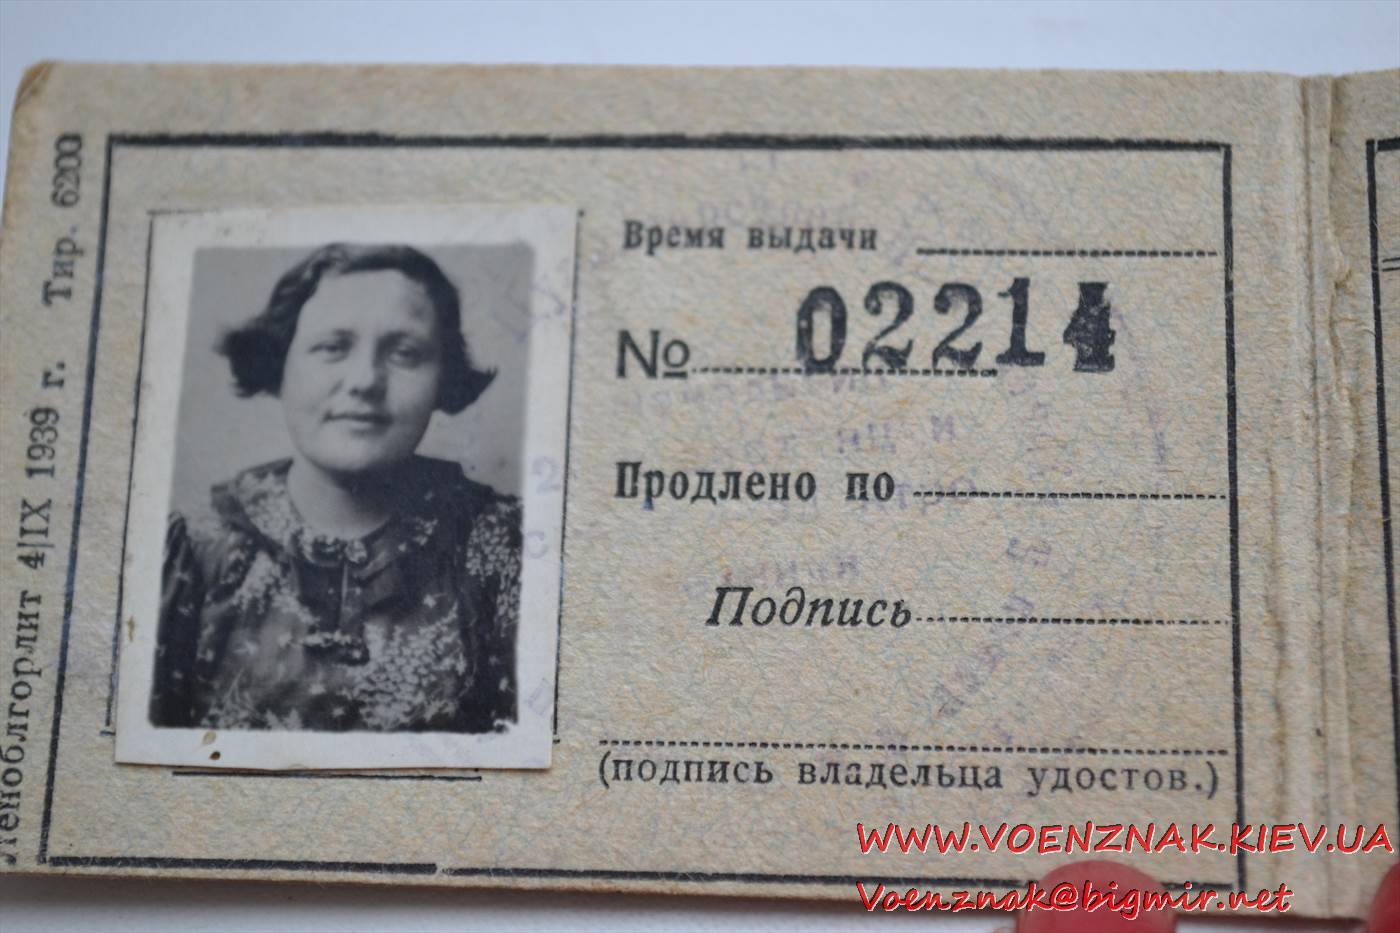 Леноблгорлит 4|IX 1939 г. Тир. 6200
Время выдачи
№ 02214
Продлено по
Подпись
(подпись владельца удостов.)
WWW.VOENZNAK.KIEV.UA
Voenznak@bigmir.net